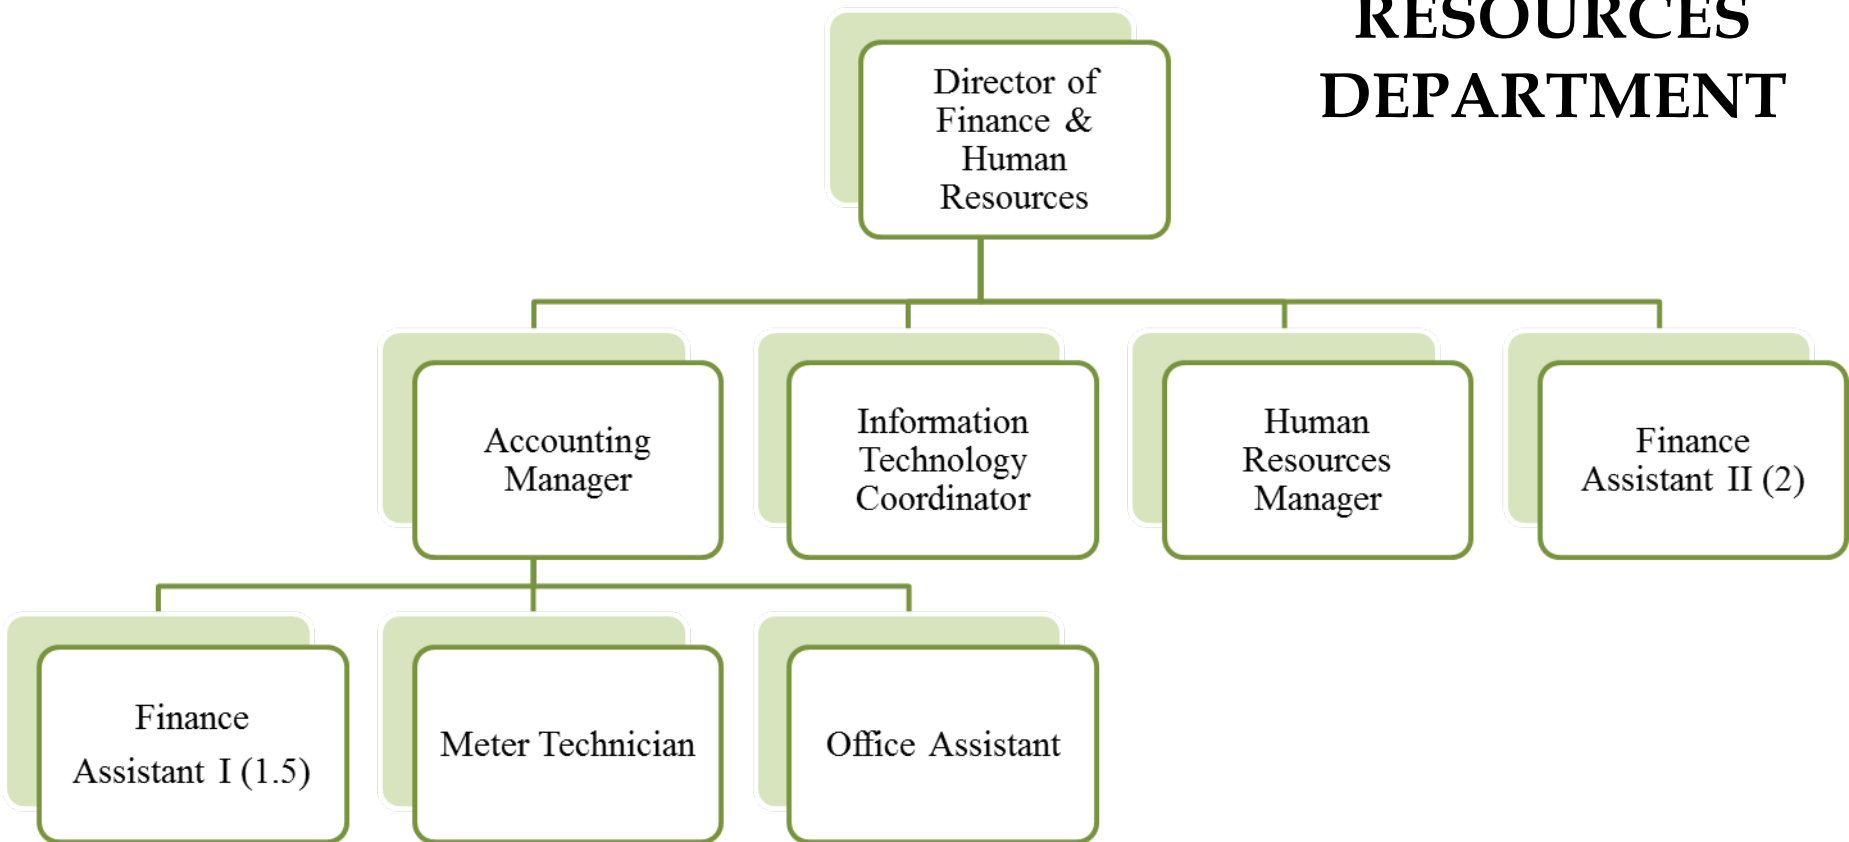 RESOURCES
DEPARTMENT
Director of
Finance &
Human
Resources
Accounting
Manager
Information
Technology
Coordinator
Human
Resources
Manager
Finance
Assistant II (2)
Finance
Assistant I (1.5)
Meter Technician
Office Assistant